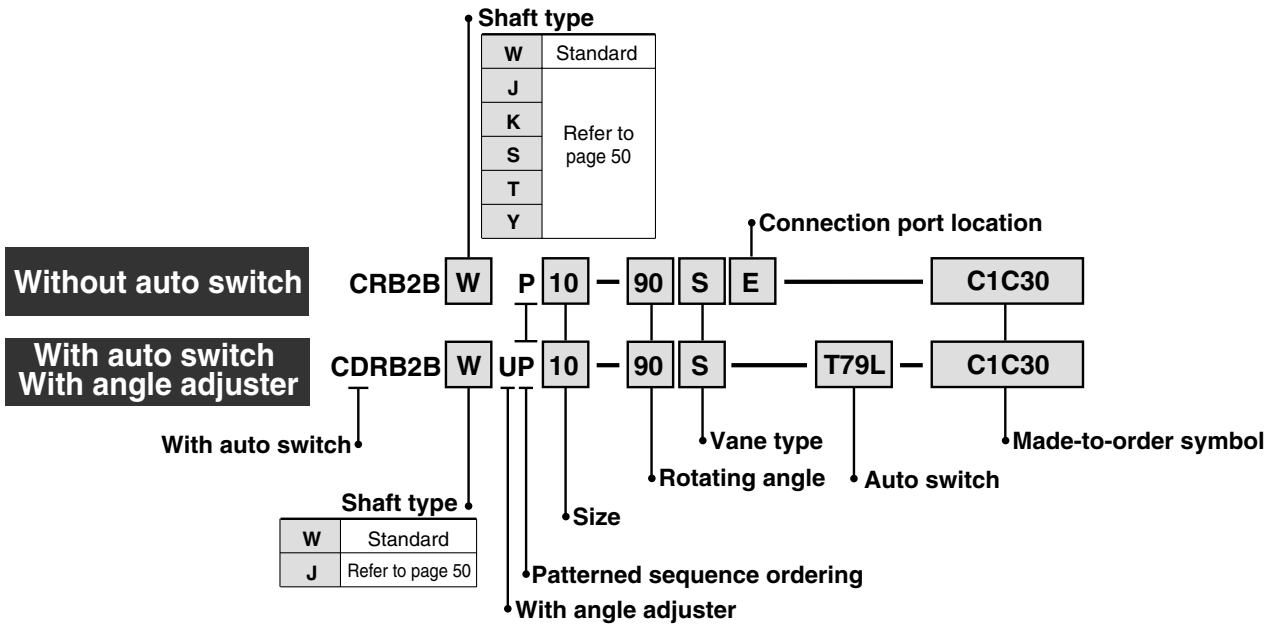 Shaft type
W Standard
J
K
S
T
Y
Refer to
page 50
Connection port location
Without auto switch
CRB2B W P 10 — 90 S E — C1C30
With auto switch
With angle adjuster
CDRB2B W UP 10 — 90 S — T79L — C1C30
With auto switch
Vane type
Made-to-order symbol
Rotating angle
Auto switch
Shaft type
W Standard
J Refer to page 50
Size
Patterned sequence ordering
With angle adjuster